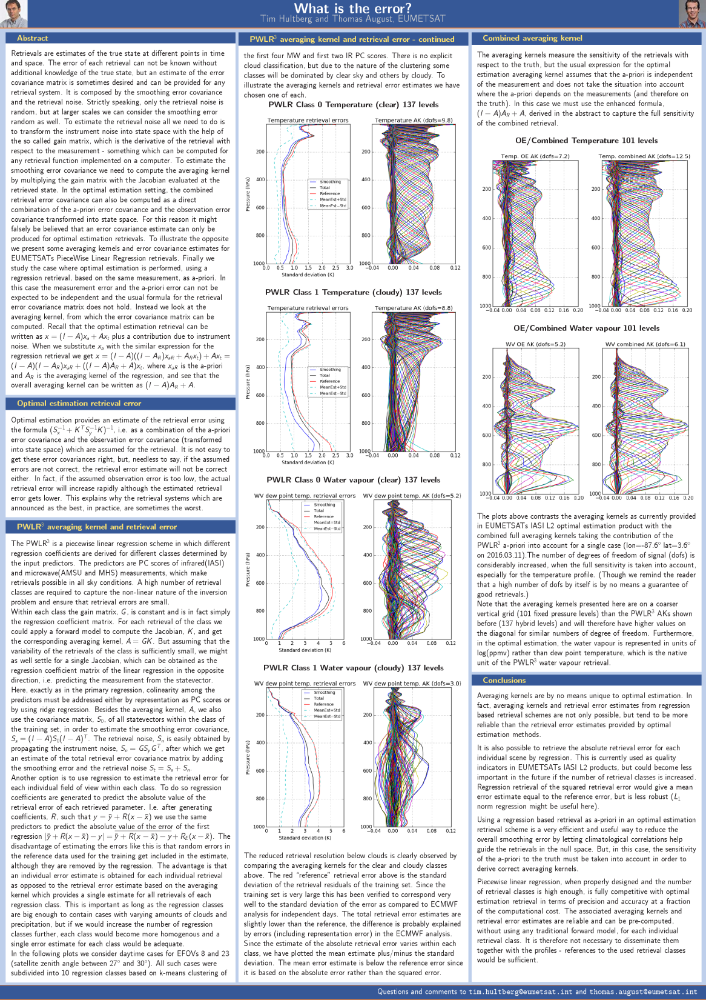 What is the error?
Tim Hultberg and Thomas August, EUMETSAT
Abstract
Retrievals are estimates of the true state at different points in time
and space. The error of each retrieval can not be known without
additional knowledge of the true state, but an estimate of the error
covariance matrix is sometimes desired and can be provided for any
retrieval system. It is composed by the smoothing error covariance
and the retrieval noise. Strictly speaking, only the retrieval noise is
random, but at larger scales we can consider the smoothing error
random as well. To estimate the retrieval noise all we need to do is
to transform the instrument noise into state space with the help of
the so called gain matrix, which is the derivative of the retrieval with
respect to the measurement - something which can be computed for
any retrieval function implemented on a computer. To estimate the
smoothing error covariance we need to compute the averaging kernel
by multiplying the gain matrix with the Jacobian evaluated at the
retrieved state. In the optimal estimation setting, the combined
retrieval error covariance can also be computed as a direct
combination of the a-prio error covariance and the observation error
covariance transformed into state space. For this reason it might
falsely be believed that an error covariance estimate can only be
produced for optimal estimation retrievals. To illustrate the opposite
we present some averaging kernels and error covariance estimates for
EUMETSATs PieceWise Linear Regression retrievals. Finally we
study the case where optimal estimation is performed, using a
regression retrieval, based on the same measurement, as a-priori. In
this case the measurement error and the a-priori error can not be
expected to be independent and the usual formula for the retrieval
error covariance matrix does not hold. Instead we look at the
averaging kernel, from which the error covariance matrix can be
computed. Recall that the optimal estimation retrieval can be
written as x = (I − A)xₐ + Axₜ plus a contribution due to instrument
noise. When we substitute xₐ with the similar expression for the
regression retrieval we get x = (I − A)((I − A_R)x_aR + A_Rxₜ) + Axₜ =
(I − A)(I − A_R)x_aR + ((I − A)A_R + A)xₜ, where x_aR is the a-priori
and A_R is the averaging kernel of the regression, and see that the
overall averaging kernel can be written as (I − A)A_R + A.
Optimal estimation retrieval error
Optimal estimation provides an estimate of the retrieval error using
the formula (Sₓ⁻¹ + KᵀS_y⁻¹K)⁻¹, i.e. as a combination of the a-priori
error covariance and the observation error covariance (transformed
into state space) which are assumed for the retrieval. It is not easy to
get these error covariances right, but, needless to say, if the assumed
errors are not correct, the retrieval error estimate will not be correct
either. In fact, if the assumed observation error is too low, the actual
retrieval error will increase rapidly although the estimated retrieval
error gets lower. This explains why the retrieval systems which are
announced as the best, in practice, are sometimes the worst.
PWLR³ averaging kernel and retrieval error
The PWLR³ is a piecewise linear regression scheme in which different
regression coefficients are derived for different classes determined by
the input predictors. The predictors are PC scores of infrared(IASI)
and microwave(AMSU and MHS) measurements, which make
retrievals possible in all sky conditions. A high number of retrieval
classes are required to capture the non-linear nature of the inversion
problem and ensure that retrieval errors are small.
Within each class the gain matrix, G, is constant and is in fact simply
the regression coefficient matrix. For each retrieval of the class we
could apply a forward model to compute the Jacobian, K, and get
the corresponding averaging kernel, A = GK. But assuming that the
variability of the retrievals of the class is sufficiently small, we might
as well settle for a single Jacobian, which can be obtained as the
regression coefficient matrix of the linear regression in the opposite
direction, i.e. predicting the measurement from the statevector.
Here, exactly as in the primary regression, colinearity among the
predictors must be addressed either by representation as PC scores or
by using ridge regression. Besides the averaging kernel, A, we also
use the covariance matrix, S₀, of all statevectors within the class of
the training set, in order to estimate the smoothing error covariance,
Sₛ = (I − A)S₀(I − A)ᵀ. The retrieval noise, Sₙ is easily obtained by
propagating the instrument noise, Sₙ = GS_yGᵀ, after which we get
an estimate of the total retrieval error covariance matrix by adding
the smoothing error and the retrieval noise Sₜ = Sₛ + Sₙ.
Another option is to use regression to estimate the retrieval error for
each individual field of view within each class. To do so regression
coefficients are generated to predict the absolute value of the
retrieval error of each retrieved parameter. I.e. after generating
coefficients, R, such that y = ȳ + R(x − x̄) we use the same
predictors to predict the absolute value of the error of the first
regression |ȳ + R(x − x̄) − y| = ȳ + R(x − x̄) − y + R_E(x − x̄). The
disadvantage of estimating the errors like this is that random errors in
the reference data used for the training get included in the estimate,
although they are removed by the regression. The advantage is that
an individual error estimate is obtained for each individual retrieval
as opposed to the retrieval error estimate based on the averaging
kernel which provides a single estimate for all retrievals of each
regression class. This is important as long as the regression classes
are big enough to contain cases with varying amounts of clouds and
precipitation, but if we would increase the number of regression
classes further, each class would become more homogenous and a
single error estimate for each class would be adequate.
In the following plots we consider daytime cases for EFOVs 8 and 23
(satellite zenith angle between 27° and 30°). All such cases were
subdivided into 10 regression classes based on k-means clustering of
PWLR³ averaging kernel and retrieval error - continued
the first four MW and first two IR PC scores. There is no explicit
cloud classification, but due to the nature of the clustering some
classes will be dominated by clear sky and others by cloudy. To
illustrate the averaging kernels and retrieval error estimates we have
chosen one of each.
PWLR Class 0 Temperature (clear) 137 levels
Temperature retrieval errors
Temperature AK (dofs=9.8)
200
400
600
800
1000
Pressure (hPa)
Smoothing
Total
Reference
MeanEst+Std
MeanEst−Std
0.0 0.5 1.0 1.5 2.0 2.5 3.0
Standard deviation (K)
−0.04 0.00 0.04 0.08 0.12
PWLR Class 1 Temperature (cloudy) 137 levels
Temperature retrieval errors
Temperature AK (dofs=8.8)
200
400
600
800
1000
Pressure (hPa)
Smoothing
Total
Reference
MeanEst+Std
MeanEst−Std
0.0 0.5 1.0 1.5 2.0 2.5 3.0
Standard deviation (K)
−0.04 0.00 0.04 0.08 0.12
PWLR Class 0 Water vapour (clear) 137 levels
WV dew point temp. retrieval errors
WV dew point temp. AK (dofs=5.2)
200
400
600
800
1000
Pressure (hPa)
Smoothing
Total
Reference
MeanEst+Std
MeanEst−Std
0 1 2 3 4 5 6
Standard deviation (K)
−0.04 0.00 0.04 0.08 0.12
PWLR Class 1 Water vapour (cloudy) 137 levels
WV dew point temp. retrieval errors
WV dew point temp. AK (dofs=3.0)
200
400
600
800
1000
Pressure (hPa)
Smoothing
Total
Reference
MeanEst+Std
MeanEst−Std
0 1 2 3 4 5 6
Standard deviation (K)
−0.04 0.00 0.04 0.08 0.12
The reduced retrieval resolution below clouds is clearly observed by
comparing the averaging kernels for the clear and cloudy classes
above. The red "reference" retrieval error above is the standard
deviation of the retrieval residuals of the training set. Since the
training set is very large this has been verified to correspond very
well to the standard deviation of the error as compared to ECMWF
analysis for independent days. The total retrieval error estimates are
slightly lower than the reference, the difference is probably explained
by errors (including representation error) in the ECMWF analysis.
Since the estimate of the absolute retrieval error varies within each
class, we have plotted the mean estimate plus/minus the standard
deviation. The mean error estimate is below the reference error since
it is based on the absolute error rather than the squared error.
Combined averaging kernel
The averaging kernels measure the sensitivity of the retrievals with
respect to the truth, but the usual expression for the optimal
estimation averaging kernel assumes that the a-priori is independent
of the measurement and does not take the situation into account
where the a-priori depends on the measurements (and therefore on
the truth). In this case we must use the enhanced formula,
(I − A)A_R + A, derived in the abstract to capture the full sensitivity
of the combined retrieval.
OE/Combined Temperature 101 levels
Temp. OE AK (dofs=7.2)
Temp. combined AK (dofs=12.5)
200
400
600
800
1000
−0.04 0.00 0.04 0.08 0.12 0.16 0.20
200
400
600
800
1000
−0.04 0.00 0.04 0.08 0.12 0.16 0.20
OE/Combined Water vapour 101 levels
WV OE AK (dofs=5.2)
WV combined AK (dofs=6.1)
200
400
600
800
1000
−0.04 0.00 0.04 0.08 0.12 0.16 0.20
200
400
600
800
1000
−0.04 0.00 0.04 0.08 0.12 0.16 0.20
The plots above contrasts the averaging kernels as currently provided
in EUMETSATs IASI L2 optimal estimation product with the
combined full averaging kernels taking the contribution of the
PWLR³ a-priori into account for a single case (lon=-87.6° lat=3.6°
on 2016.03.11).The number of degrees of freedom of signal (dofs) is
considerably increased, when the full sensitivity is taken into account,
especially for the temperature profile. (Though we remind the reader
that a high number of dofs by itself is by no means a guarantee of
good retrievals.)
Note that the averaging kernels presented here are on a coarser
vertical grid (101 fixed pressure levels) than the PWLR³ AKs shown
before (137 hybrid levels) and will therefore have higher values on
the diagonal for similar numbers of degree of freedom. Furthermore,
in the optimal estimation, the water vapour is represented in units of
log(ppmv) rather than dew point temperature, which is the native
unit of the PWLR³ water vapour retrieval.
Conclusions
Averaging kernels are by no means unique to optimal estimation. In
fact, averaging kernels and retrieval error estimates from regression
based retrieval schemes are not only possible, but tend to be more
reliable than the retrieval error estimates provided by optimal
estimation methods.
It is also possible to retrieve the absolute retrieval error for each
individual scene by regression. This is currently used as quality
indicators in EUMETSATs IASI L2 products, but could become less
important in the future if the number of retrieval classes is increased.
Regression retrieval of the squared retrieval error would give a mean
error estimate equal to the reference error, but is less robust (L₁
norm regression might be useful here).
Using a regression based retrieval as a-priori in an optimal estimation
retrieval scheme is a very efficient and useful way to reduce the
overall smoothing error by letting climatological correlations help
guide the retrievals in the null space. But, in this case, the sensitivity
of the a-priori to the truth must be taken into account in order to
derive correct averaging kernels.
Piecewise linear regression, when properly designed and the number
of retrieval classes is high enough, is fully competitive with optimal
estimation retrieval in terms of precision and accuracy at a fraction
of the computational cost. The associated averaging kernels and
retrieval error estimates are reliable and can be pre-computed,
without using any traditional forward model, for each individual
retrieval class. It is therefore not necessary to disseminate them
together with the profiles - references to the used retrieval classes
would be sufficient.
Questions and comments to tim.hultberg@eumetsat.int and thomas.august@eumetsat.int